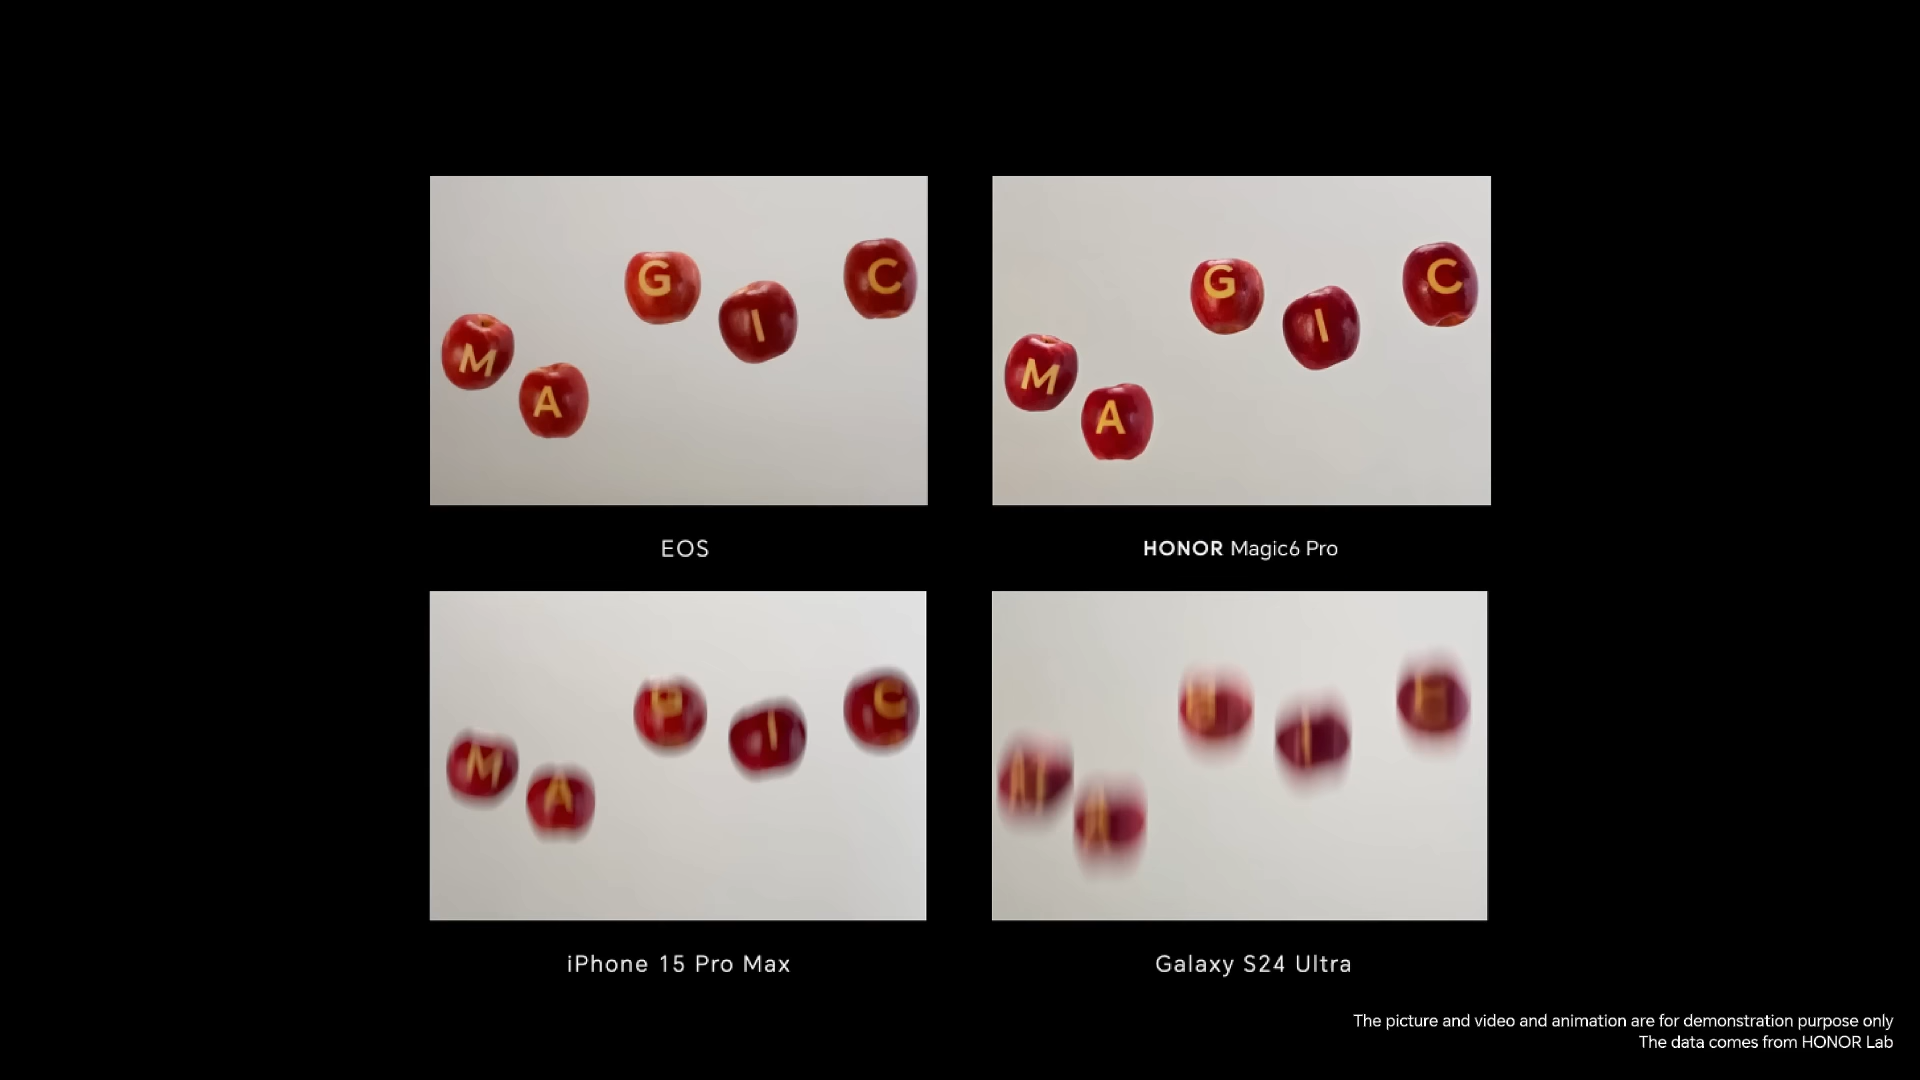 M
A
G
I
C
M
A
G
I
C
EOS
HONOR Magic6 Pro
M
A
I
C
I
iPhone 15 Pro Max
Galaxy S24 Ultra
The picture and video and animation are for demonstration purpose only
The data comes from HONOR Lab